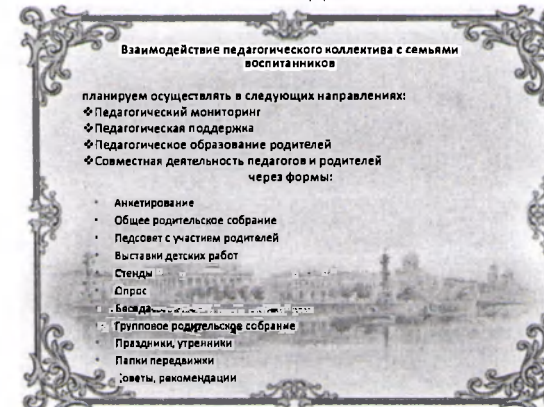 Взаимодействие педагогического коллектива с семьями
воспитанников
планируем осуществлять в следующих направлениях:
❖Педагогический мониторинг
❖Педагогическая поддержка
❖Педагогическое образование родителей
❖Совместная деятельность педагогов и родителей
через формы:
• Анкетирование
• Общее родительское собрание
• Педсовет с участием родителей
• Выставки детских работ
• Стенды
• Опрос
• Беседа
• Групповое родительское собрание
• Праздники, утренники
• Папки передвижки
• советы, рекомендации